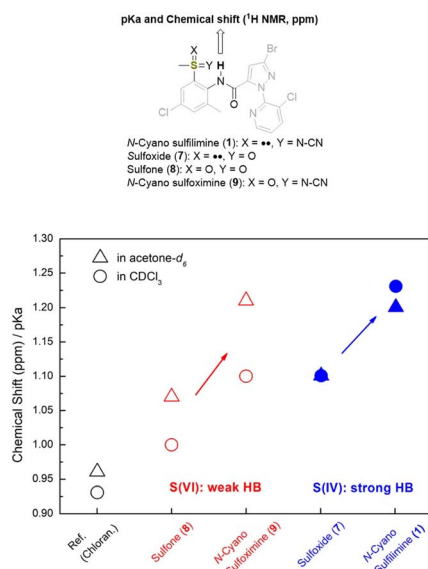 pKa and Chemical shift (¹H NMR, ppm)
X
S=Y
H
N
O
Cl
Br
N
N
Cl
N
N-Cyano sulfilimine (1): X = ••, Y = N-CN
Sulfoxide (7): X = ••, Y = O
Sulfone (8): X = O, Y = O
N-Cyano sulfoximine (9): X = O, Y = N-CN
Chemical Shift (ppm) / pKa
1.30
1.25
1.20
1.15
1.10
1.05
1.00
0.95
0.90
in acetone-d6
in CDCl3
S(VI): weak HB
S(IV): strong HB
Ref.
(Chloran.)
Sulfone (8)
N-Cyano
Sulfoximine (9)
Sulfoxide (7)
N-Cyano
Sulfilimine (1)